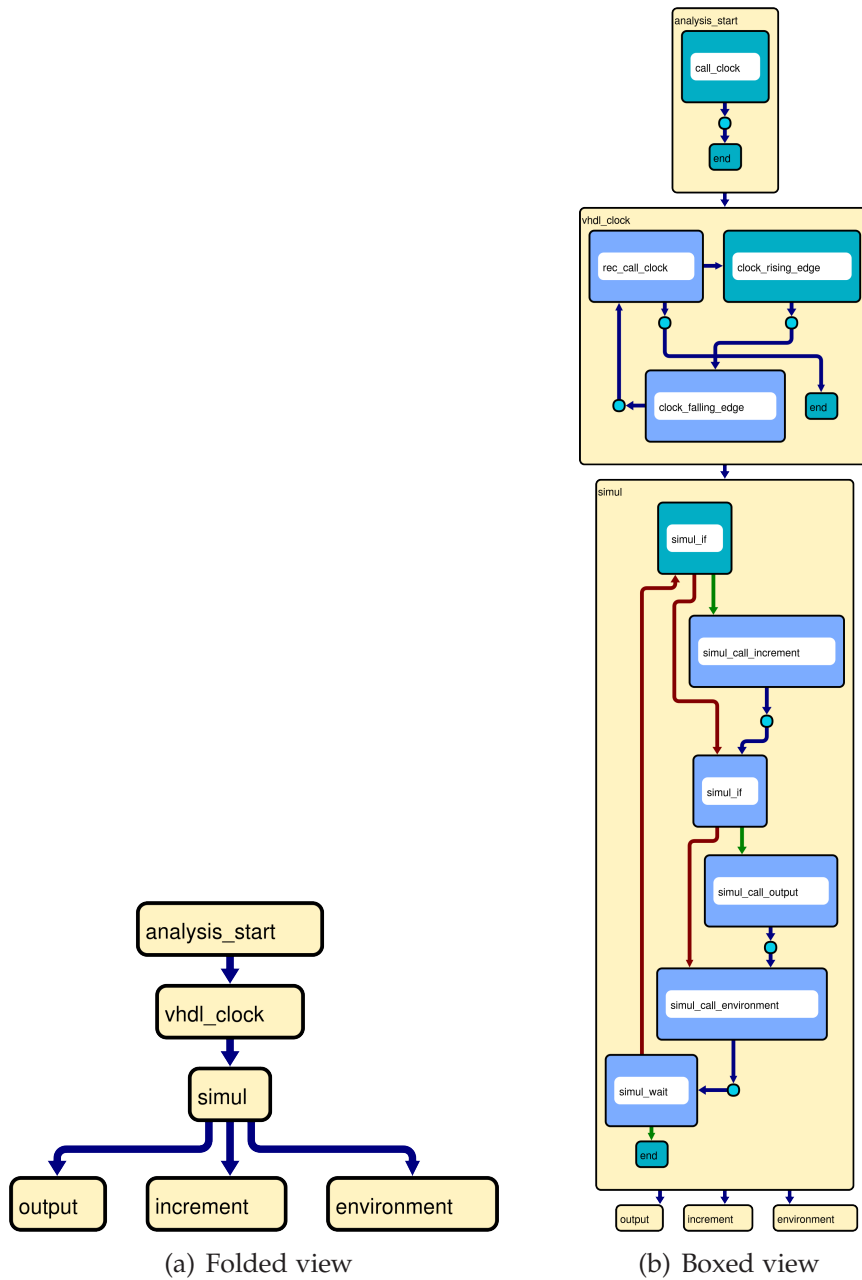 analysis_start
vhdl_clock
simul
output increment environment
(a) Folded view
analysis_start
call_clock
end
vhdl_clock
rec_call_clock clock_rising_edge
clock_falling_edge end
simul
simul_if
simul_call_increment
simul_if
simul_call_output
simul_call_environment
simul_wait
end
output increment environment
(b) Boxed view